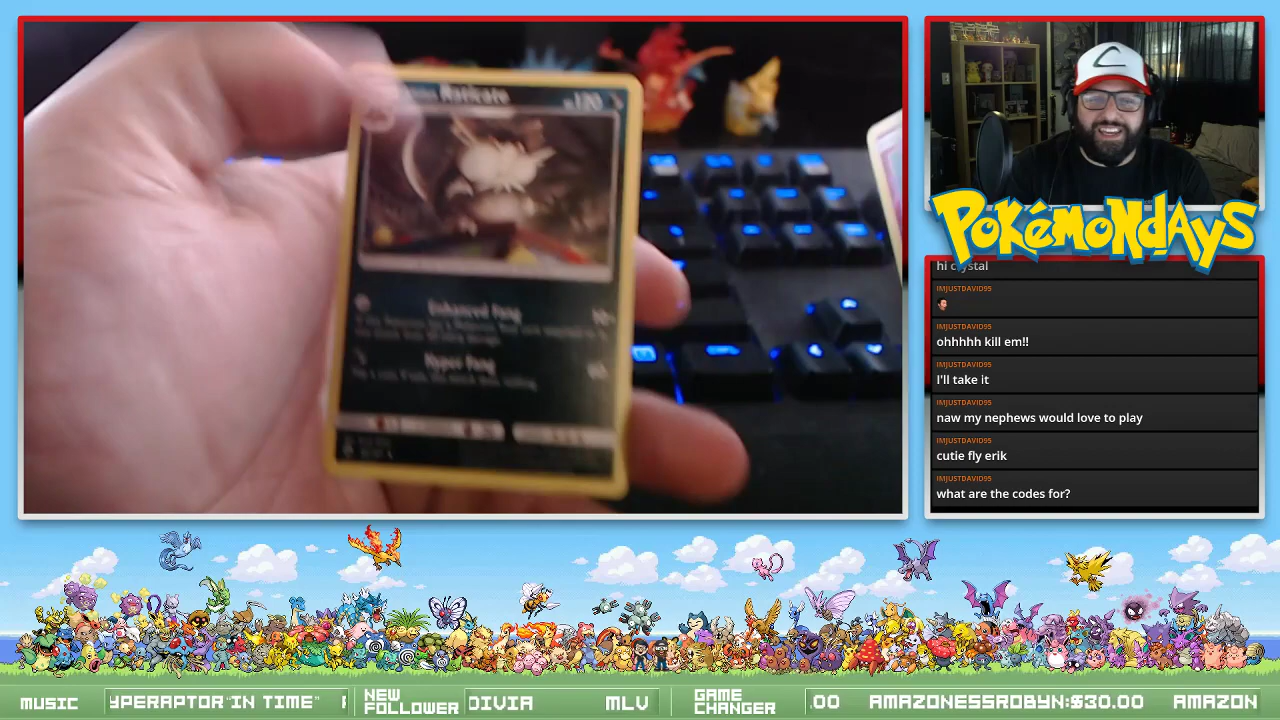 Raticate 120
Enhanced Fang
Hyper Fang
C
PokéMONDAYS
hi crystal
IMJUSTDAVID95
IMJUSTDAVID95
ohhhhh kill em!!
IMJUSTDAVID95
I'll take it
IMJUSTDAVID95
naw my nephews would love to play
IMJUSTDAVID95
cutie fly erik
IMJUSTDAVID95
what are the codes for?
MUSIC
YPERAPTOR "IN TIME"
NEW FOLLOWER
DIVIA MLV
GAME CHANGER
.00 AMAZONESSROBYN:$30.00 AMAZON